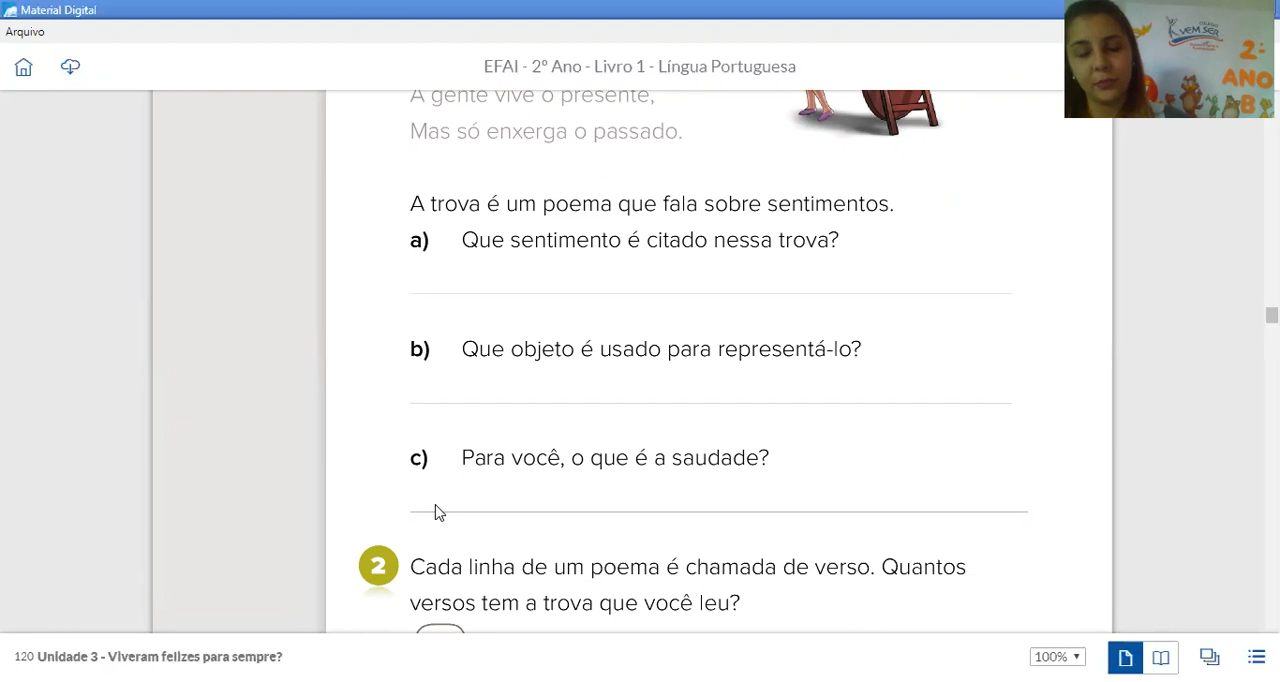 Material Digital
Arquivo
EFAI - 2º Ano - Livro 1 - Língua Portuguesa
COLÉGIO
VEM SER
2º
ANO
B
A gente vive o presente,
Mas só enxerga o passado.
A trova é um poema que fala sobre sentimentos.
a) Que sentimento é citado nessa trova?
b) Que objeto é usado para representá-lo?
c) Para você, o que é a saudade?
2 Cada linha de um poema é chamada de verso. Quantos
versos tem a trova que você leu?
120 Unidade 3 - Viveram felizes para sempre?
100%